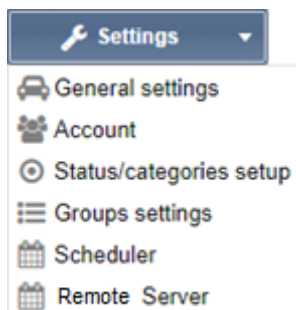 Settings
General settings
Account
Status/categories setup
Groups settings
Scheduler
Remote Server